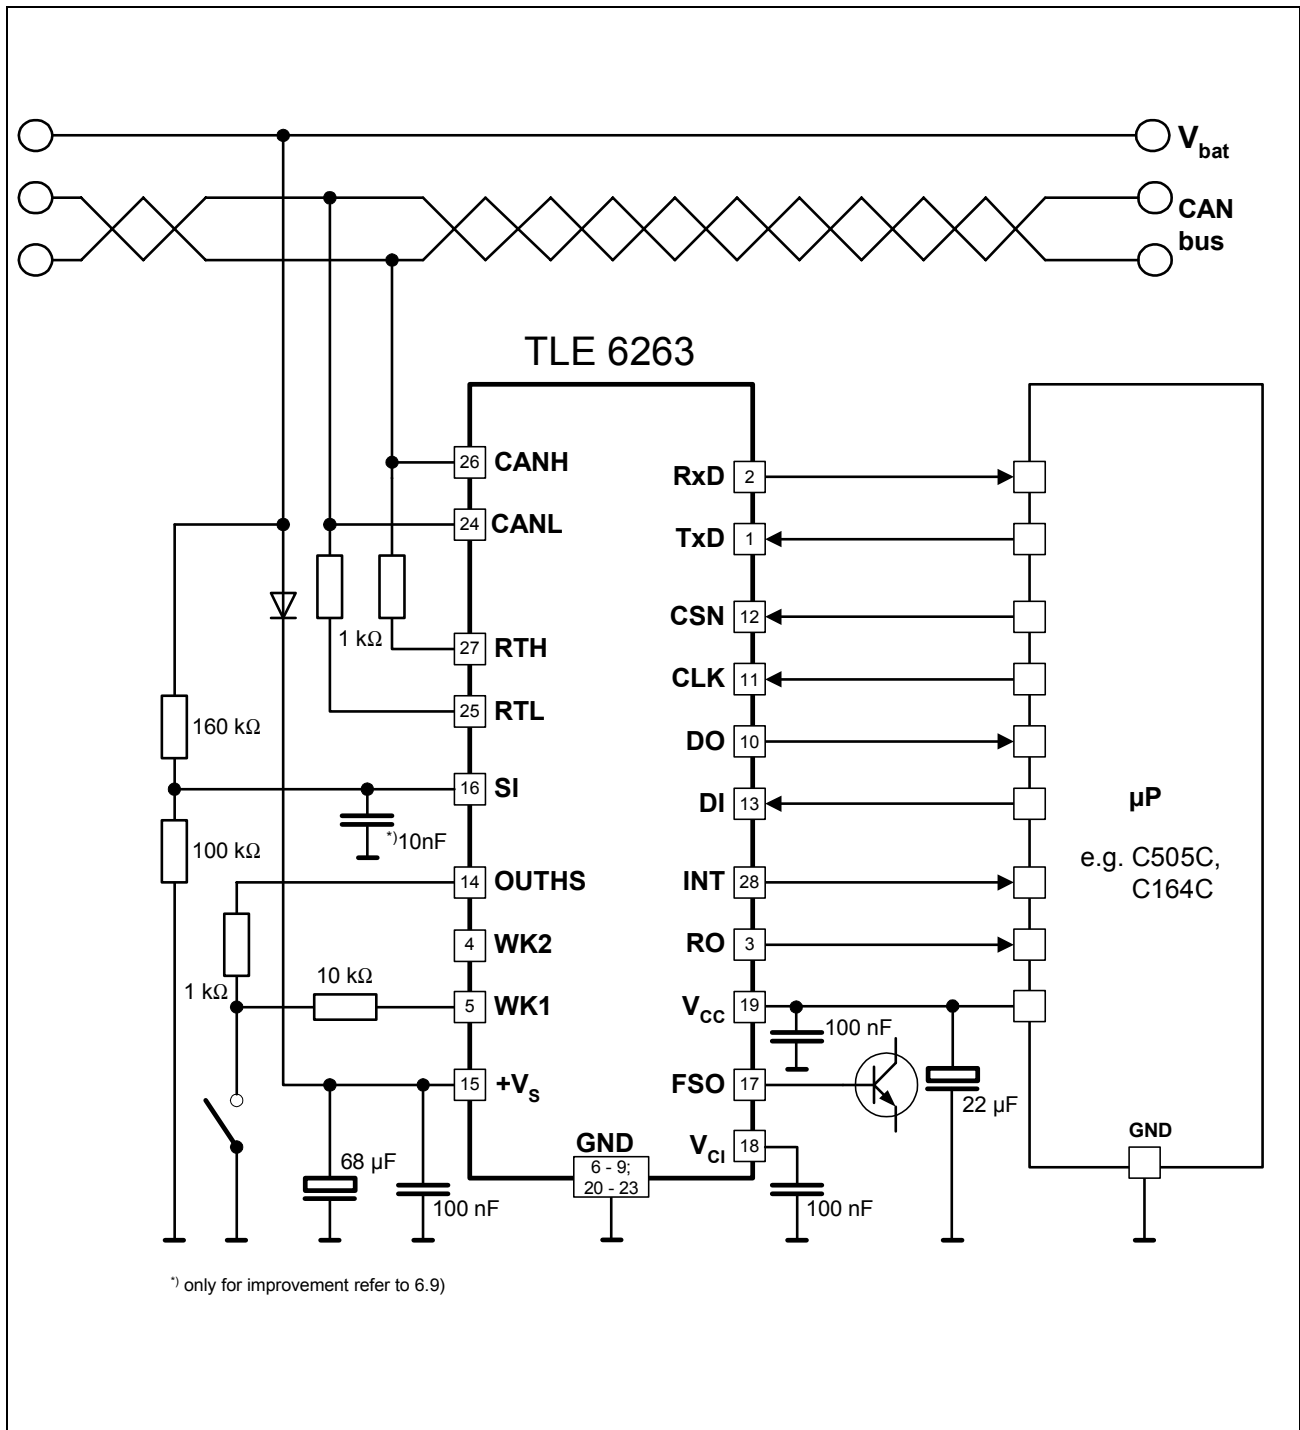 V_bat
CAN
bus
TLE 6263
26 CANH
24 CANL
27 RTH
25 RTL
16 SI
14 OUTHS
4 WK2
5 WK1
15 +V_S
GND
6 - 9;
20 - 23
RxD 2
TxD 1
CSN 12
CLK 11
DO 10
DI 13
INT 28
RO 3
V_CC 19
FSO 17
V_CI 18
1 kΩ
160 kΩ
100 kΩ
*)10nF
1 kΩ
10 kΩ
68 µF
100 nF
100 nF
22 µF
100 nF
µP
e.g. C505C,
C164C
GND
*) only for improvement refer to 6.9)